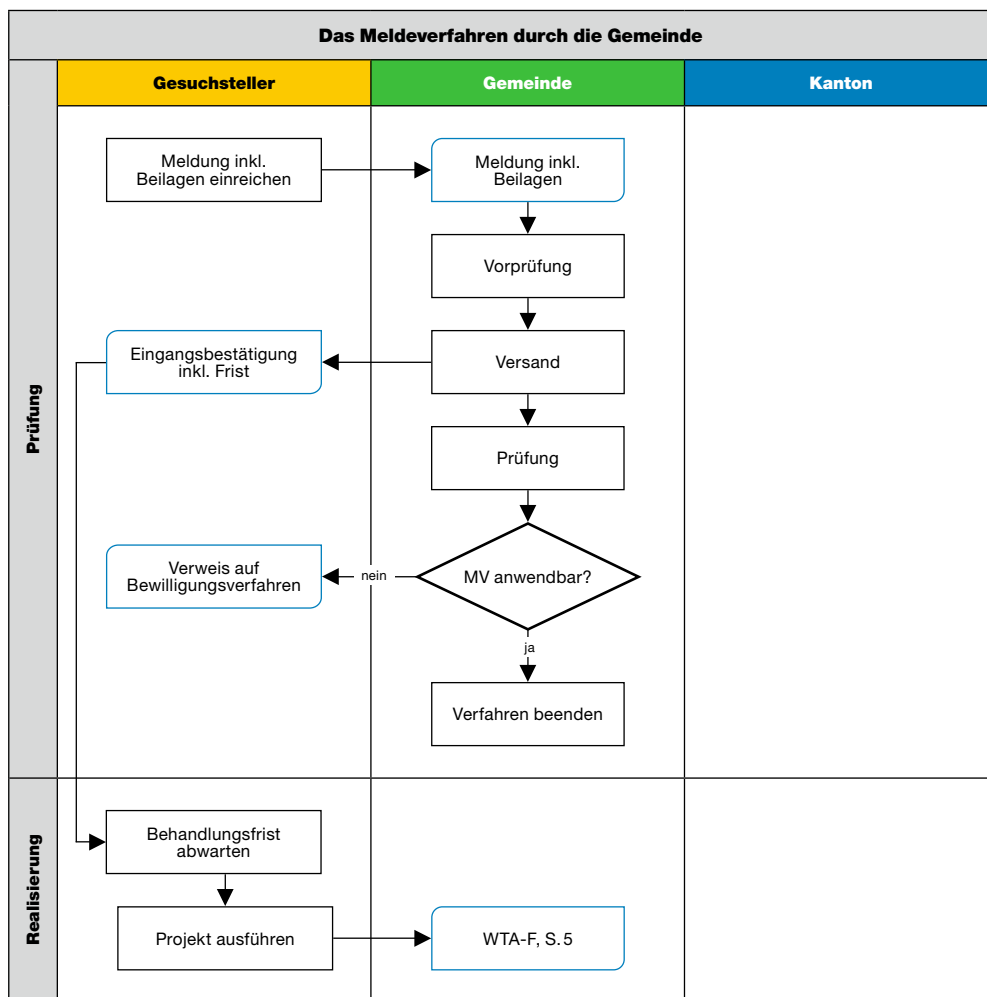 Das Meldeverfahren durch die Gemeinde
Gesuchsteller
Gemeinde
Kanton
Prüfung
Meldung inkl.
Beilagen einreichen
Meldung inkl.
Beilagen
Vorprüfung
Eingangsbestätigung
inkl. Frist
Versand
Prüfung
Verweis auf
Bewilligungsverfahren
nein
MV anwendbar?
ja
Verfahren beenden
Realisierung
Behandlungsfrist
abwarten
Projekt ausführen
WTA-F, S. 5